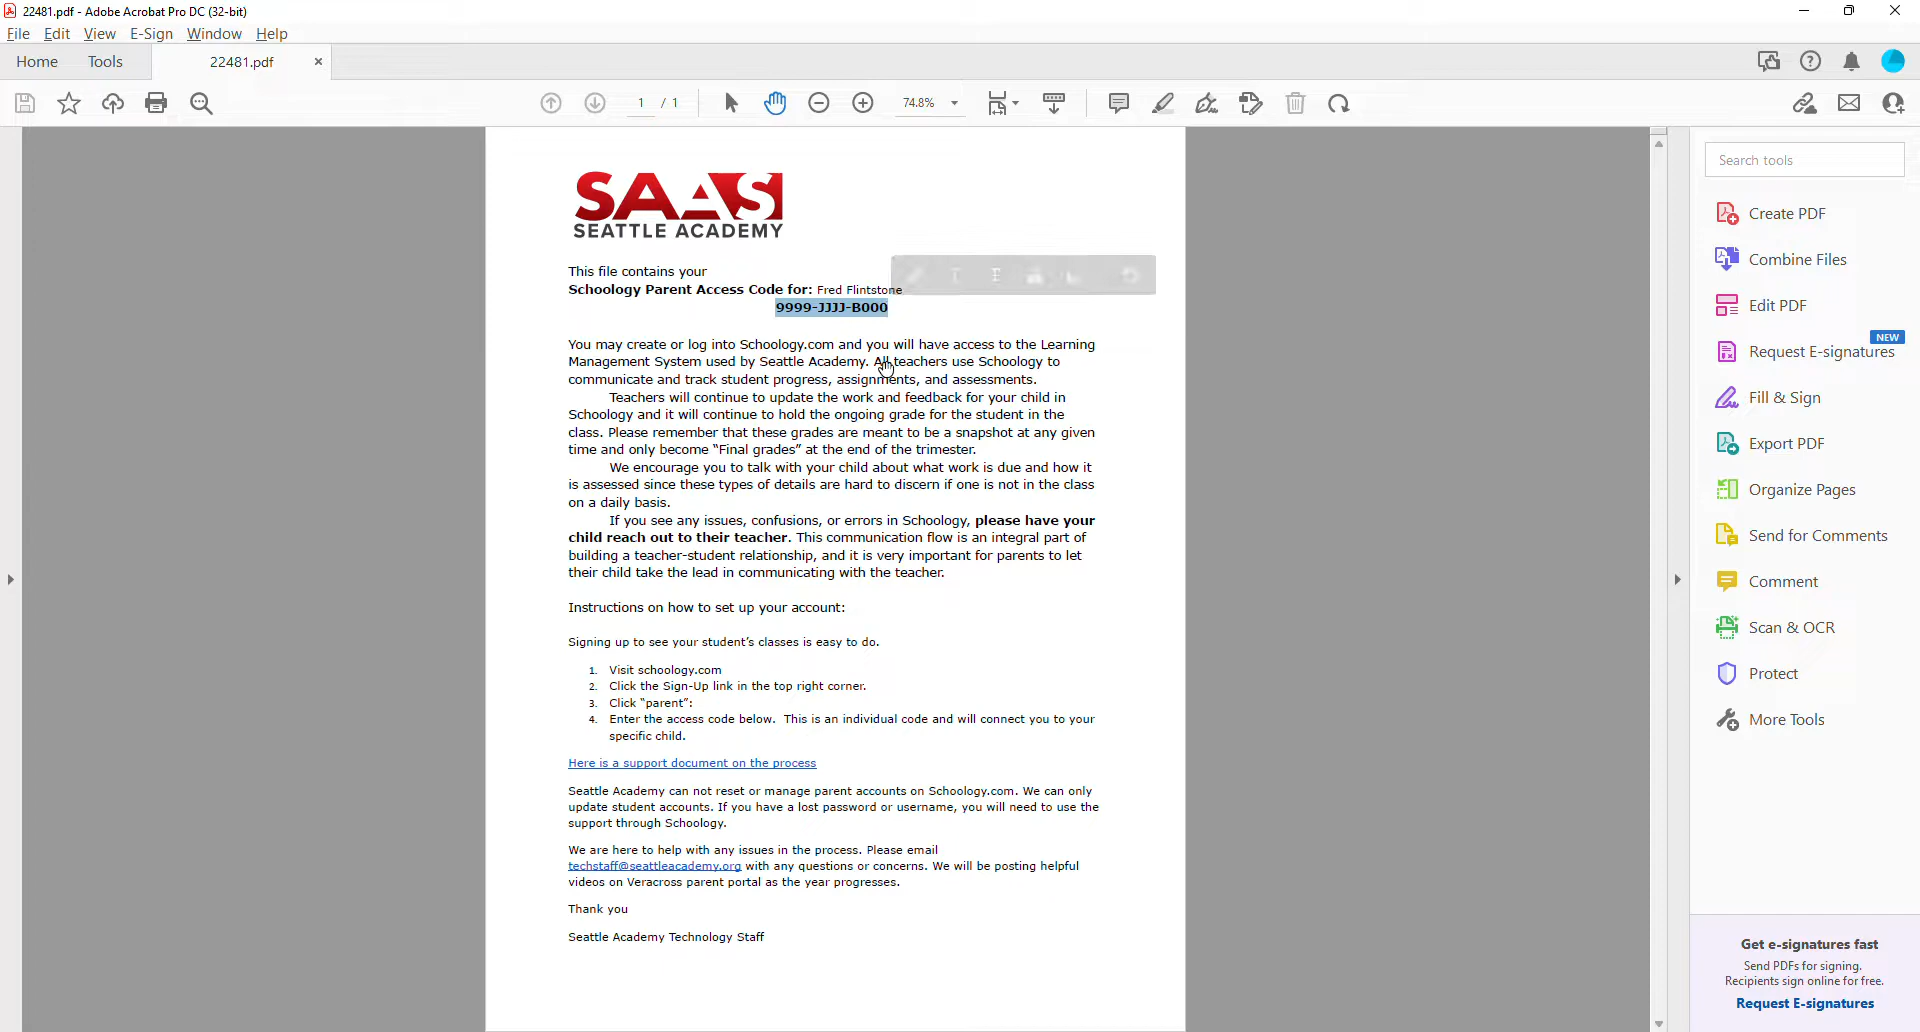 22481.pdf - Adobe Acrobat Pro DC (32-bit)
File Edit View E-Sign Window Help
Home Tools 22481.pdf
1 / 1 74.8%
SAAS
SEATTLE ACADEMY
This file contains your
Schoology Parent Access Code for: Fred Flintstone
9999-JJJJ-B000
You may create or log into Schoology.com and you will have access to the Learning
Management System used by Seattle Academy. All teachers use Schoology to
communicate and track student progress, assignments, and assessments.
Teachers will continue to update the work and feedback for your child in
Schoology and it will continue to hold the ongoing grade for the student in the
class. Please remember that these grades are meant to be a snapshot at any given
time and only become “Final grades” at the end of the trimester.
We encourage you to talk with your child about what work is due and how it
is assessed since these types of details are hard to discern if one is not in the class
on a daily basis.
If you see any issues, confusions, or errors in Schoology, please have your
child reach out to their teacher. This communication flow is an integral part of
building a teacher-student relationship, and it is very important for parents to let
their child take the lead in communicating with the teacher.
Instructions on how to set up your account:
Signing up to see your student’s classes is easy to do.
1. Visit schoology.com
2. Click the Sign-Up link in the top right corner.
3. Click “parent”:
4. Enter the access code below. This is an individual code and will connect you to your
specific child.
Here is a support document on the process
Seattle Academy can not reset or manage parent accounts on Schoology.com. We can only
update student accounts. If you have a lost password or username, you will need to use the
support through Schoology.
We are here to help with any issues in the process. Please email
techstaff@seattleacademy.org with any questions or concerns. We will be posting helpful
videos on Veracross parent portal as the year progresses.
Thank you
Seattle Academy Technology Staff
Search tools
Create PDF
Combine Files
Edit PDF
NEW
Request E-signatures
Fill & Sign
Export PDF
Organize Pages
Send for Comments
Comment
Scan & OCR
Protect
More Tools
Get e-signatures fast
Send PDFs for signing.
Recipients sign online for free.
Request E-signatures